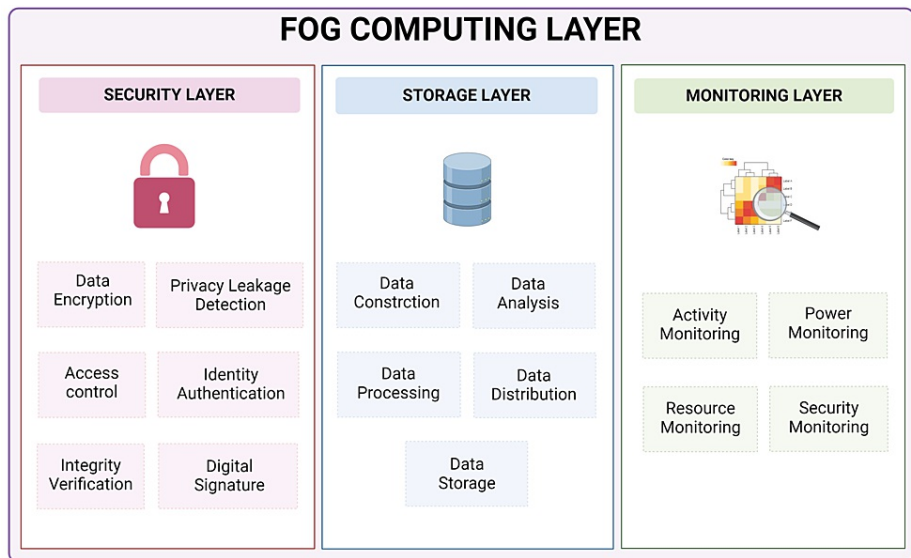 FOG COMPUTING LAYER
SECURITY LAYER
Data
Encryption
Privacy Leakage
Detection
Access
control
Identity
Authentication
Integrity
Verification
Digital
Signature
STORAGE LAYER
Data
Constrction
Data
Analysis
Data
Processing
Data
Distribution
Data
Storage
MONITORING LAYER
Activity
Monitoring
Power
Monitoring
Resource
Monitoring
Security
Monitoring